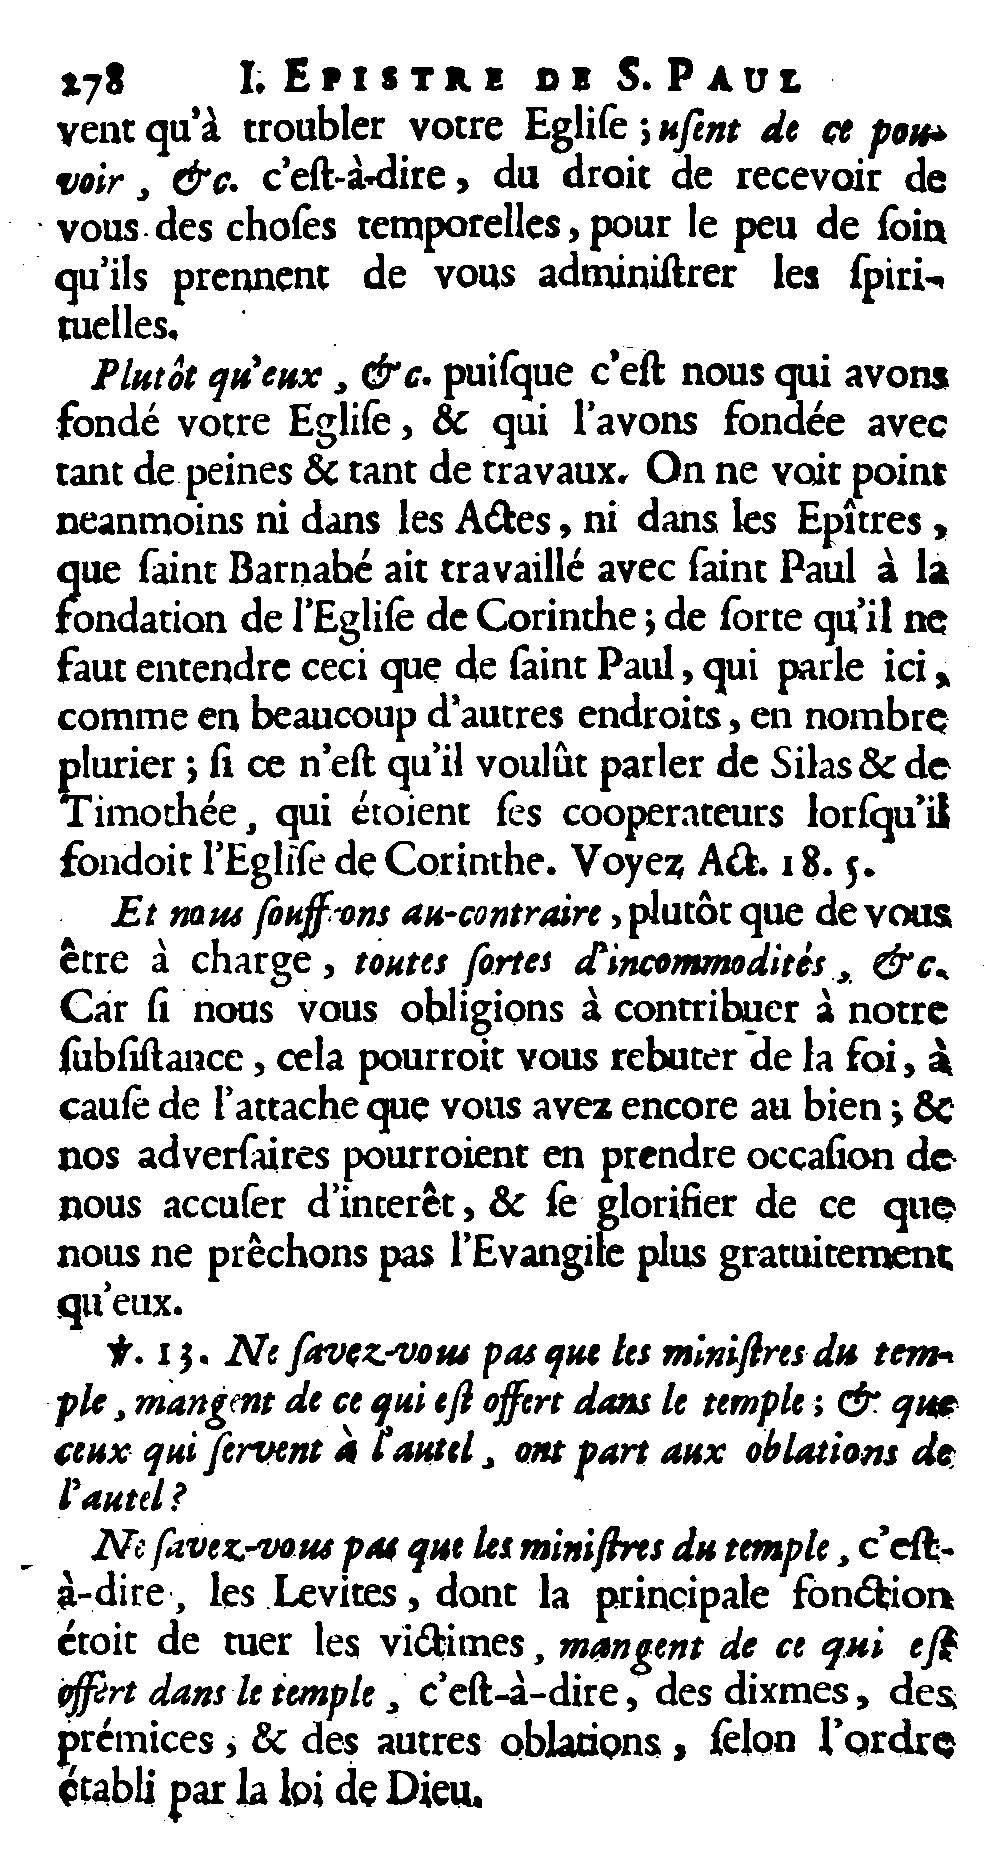 278 I. EPISTRE DE S. PAUL
vent qu'à troubler votre Egliſe ; uſent de ce pou-
voir , &c. c'eſt-à-dire , du droit de recevoir de
vous des choſes temporelles , pour le peu de ſoin
qu'ils prennent de vous adminiſtrer les ſpiri-
tuelles.
Plutôt qu'eux , &c. puiſque c'eſt nous qui avons
fondé votre Egliſe , & qui l'avons fondée avec
tant de peines & tant de travaux. On ne voit point
neanmoins ni dans les Actes , ni dans les Epîtres ,
que ſaint Barnabé ait travaillé avec ſaint Paul à la
fondation de l'Egliſe de Corinthe ; de ſorte qu'il ne
faut entendre ceci que de ſaint Paul , qui parle ici ,
comme en beaucoup d'autres endroits , en nombre
plurier ; ſi ce n'eſt qu'il voulût parler de Silas & de
Timothée , qui étoient ſes cooperateurs lorſqu'il
fondoit l'Egliſe de Corinthe. Voyez Act. 18. 5.
Et nous ſouffrons au-contraire , plutôt que de vous
être à charge , toutes ſortes d'incommodités , &c.
Car ſi nous vous obligions à contribuer à notre
ſubſiſtance , cela pourroit vous rebuter de la foi , à
cauſe de l'attache que vous avez encore au bien ; &
nos adverſaires pourroient en prendre occaſion de
nous accuſer d'interêt , & ſe glorifier de ce que
nous ne prêchons pas l'Evangile plus gratuitement
qu'eux.
℣. 13. Ne ſavez-vous pas que les miniſtres du tem-
ple , mangent de ce qui eſt offert dans le temple ; & que
ceux qui ſervent à l'autel , ont part aux oblations de
l'autel ?
Ne ſavez-vous pas que les miniſtres du temple , c'eſt-
à-dire , les Levites , dont la principale fonction
étoit de tuer les victimes , mangent de ce qui eſt
offert dans le temple , c'eſt-à-dire , des dixmes , des
prémices , & des autres oblations , ſelon l'ordre
établi par la loi de Dieu.